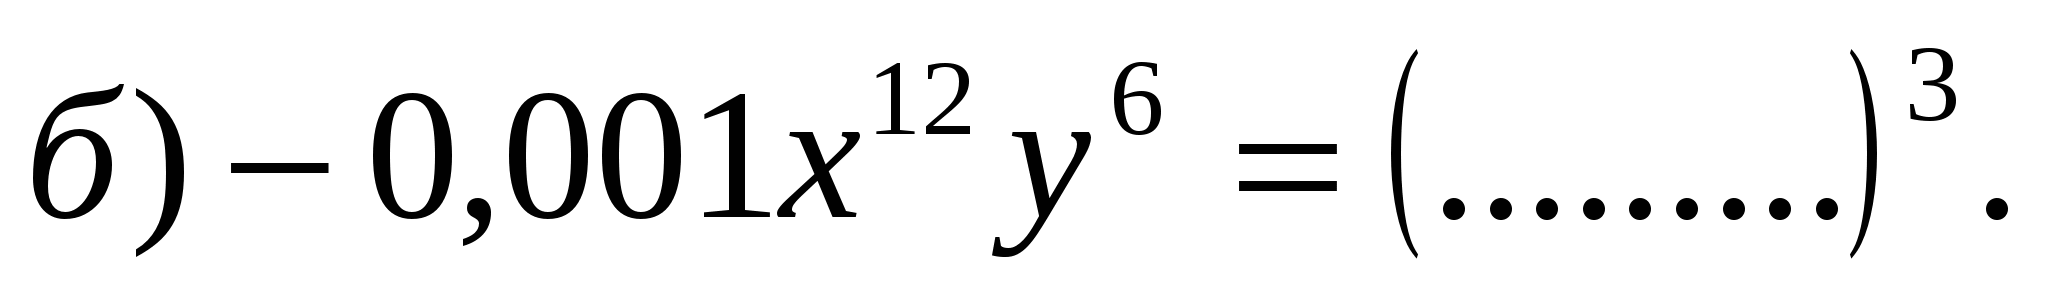 б) − 0,001x¹²y⁶ = (.........)³.